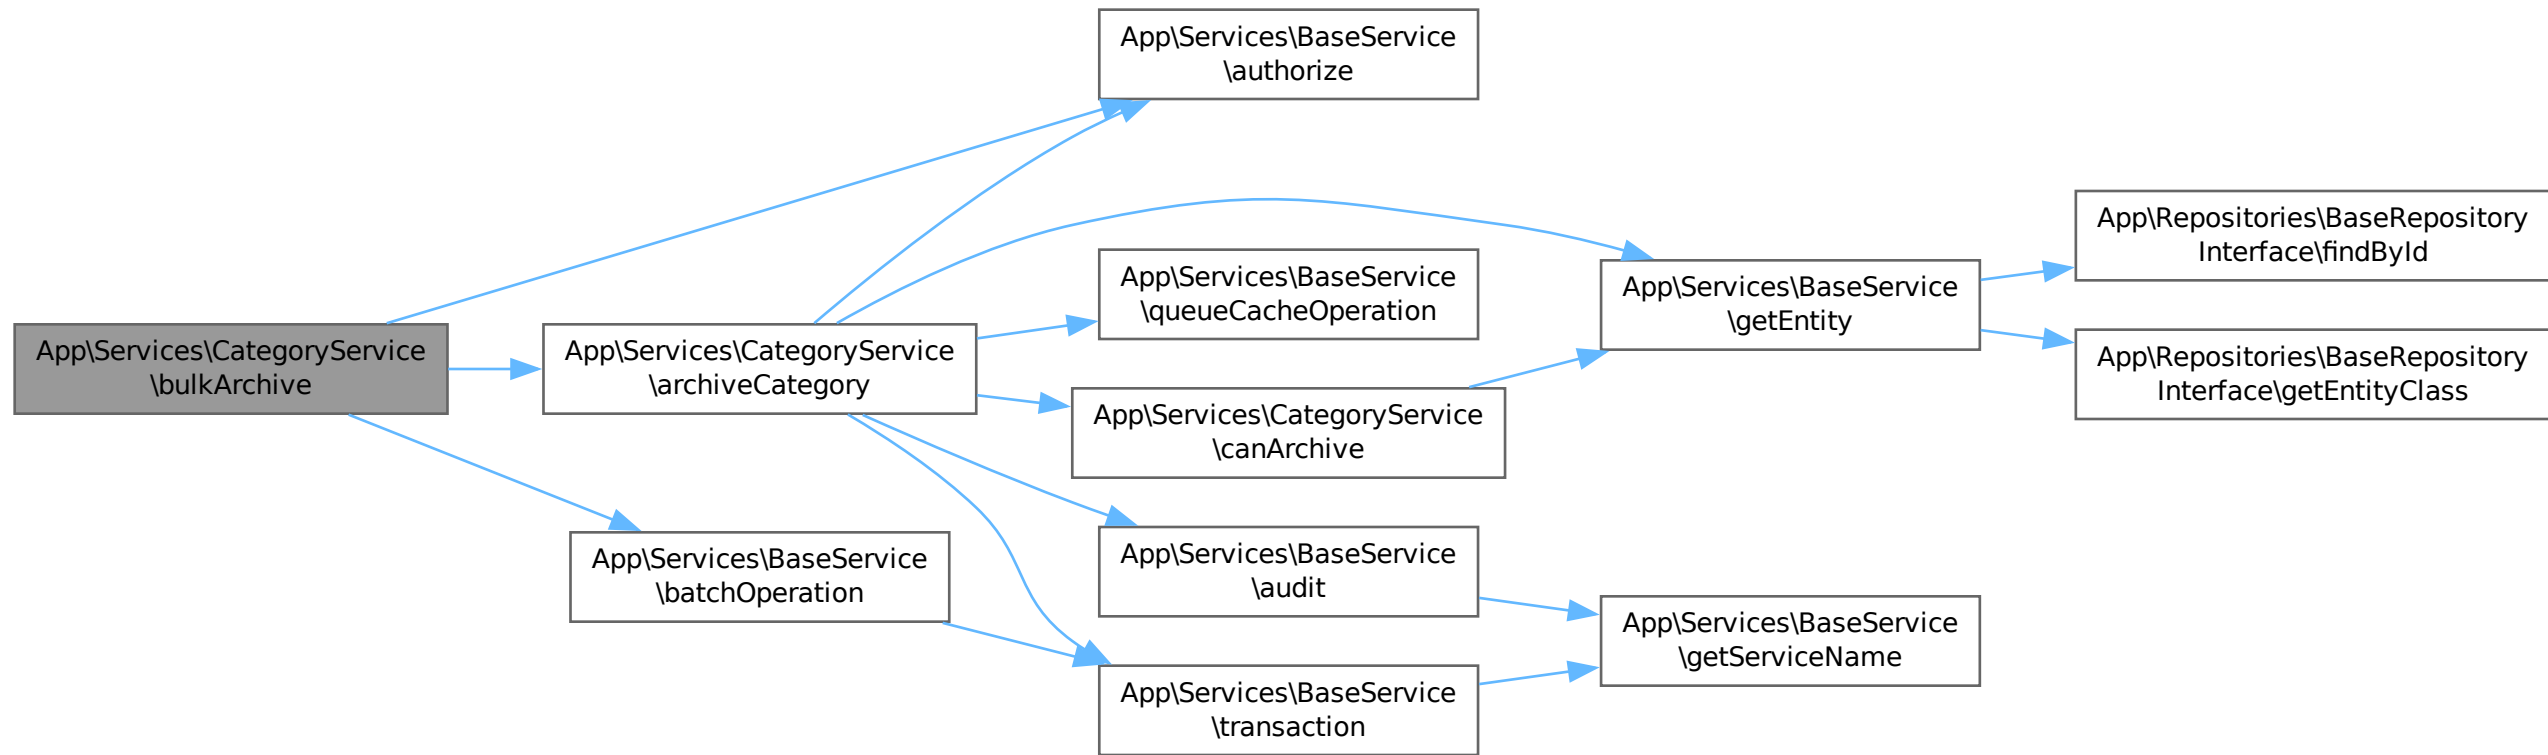 App\Services\BaseService
\authorize
App\Repositories\BaseRepository
Interface\findById
App\Services\BaseService
\queueCacheOperation
App\Services\BaseService
\getEntity
App\Services\CategoryService
\bulkArchive
App\Services\CategoryService
\archiveCategory
App\Repositories\BaseRepository
Interface\getEntityClass
App\Services\CategoryService
\canArchive
App\Services\BaseService
\batchOperation
App\Services\BaseService
\audit
App\Services\BaseService
\getServiceName
App\Services\BaseService
\transaction